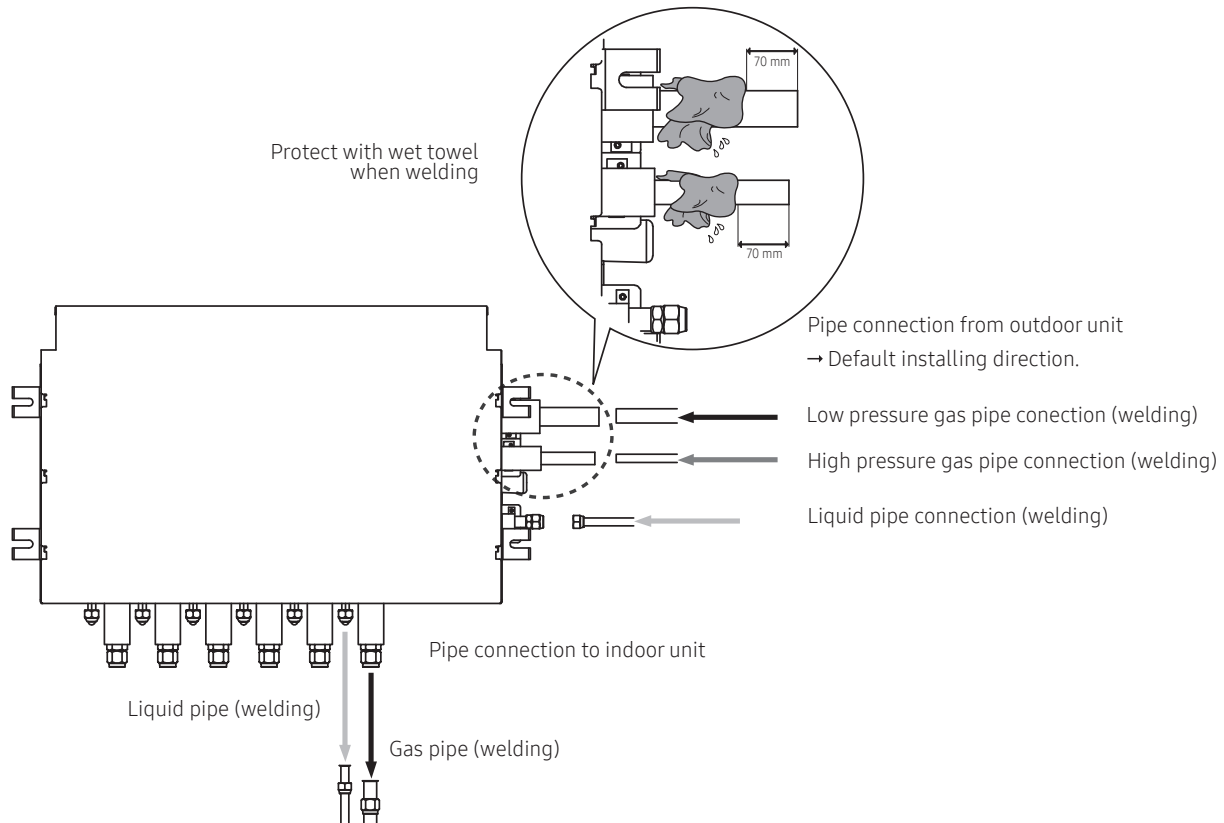 70 mm
Protect with wet towel
when welding
70 mm
Pipe connection from outdoor unit
→ Default installing direction.
Low pressure gas pipe conection (welding)
High pressure gas pipe connection (welding)
Liquid pipe connection (welding)
Pipe connection to indoor unit
Liquid pipe (welding)
Gas pipe (welding)